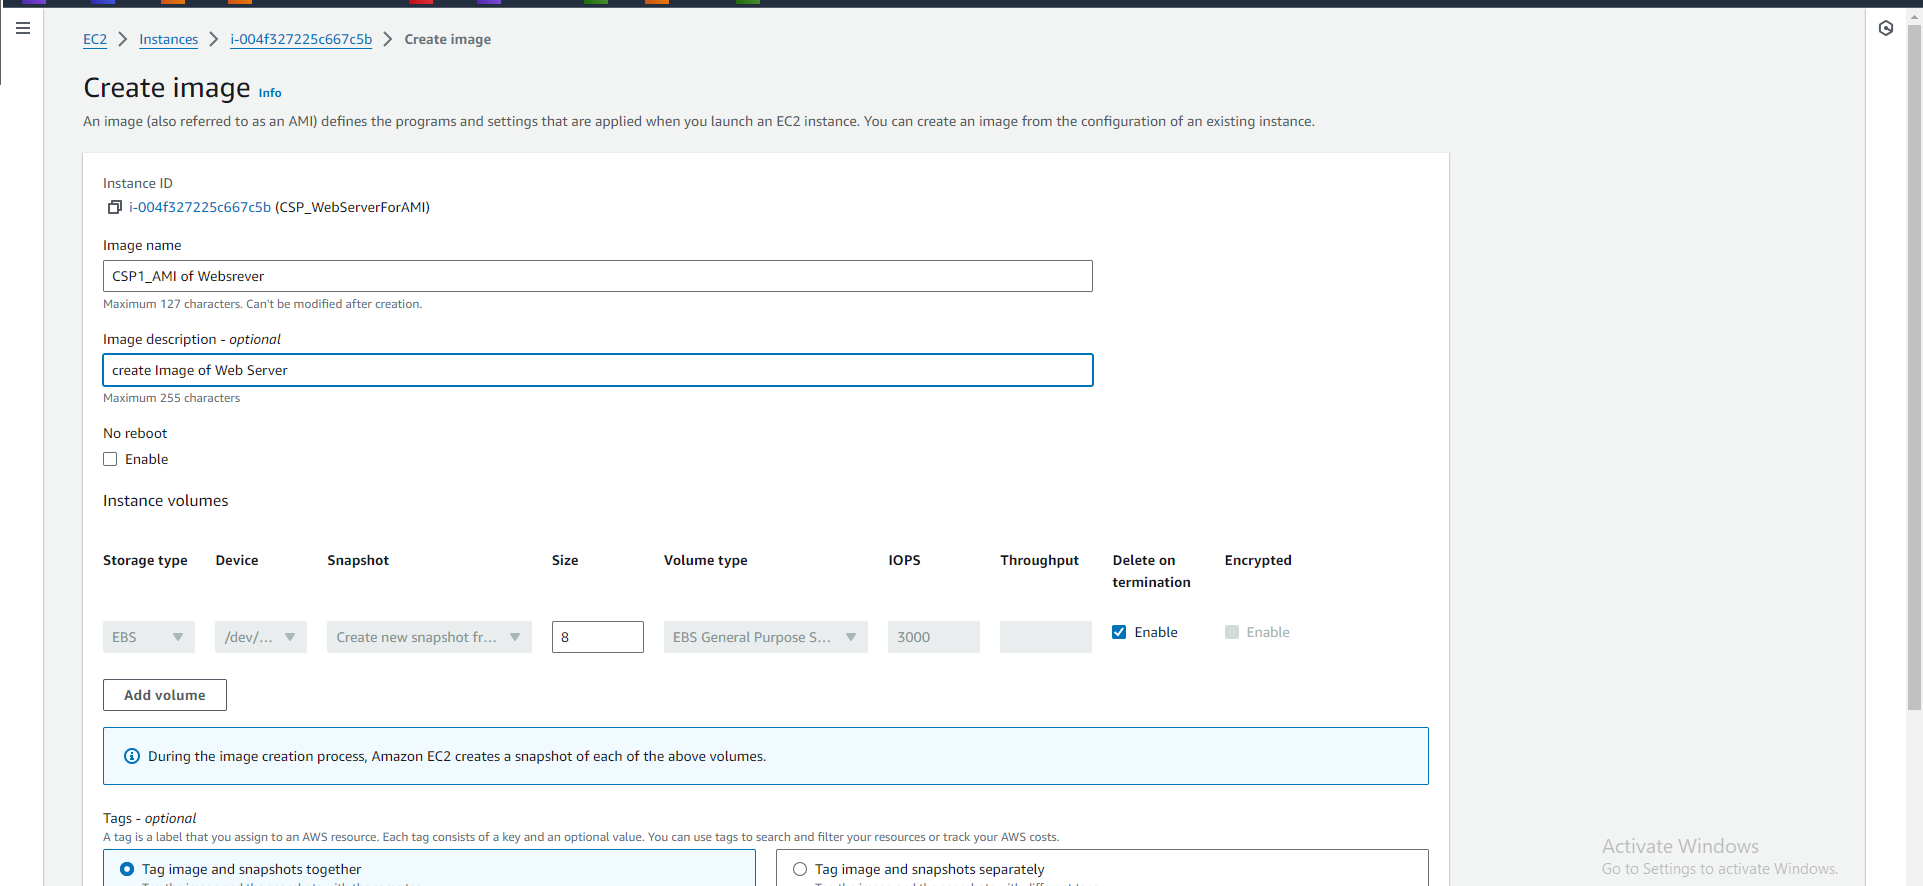 EC2 > Instances > i-004f327225c667c5b > Create image
Create image Info
An image (also referred to as an AMI) defines the programs and settings that are applied when you launch an EC2 instance. You can create an image from the configuration of an existing instance.
Instance ID
i-004f327225c667c5b (CSP_WebServerForAMI)
Image name
CSP1_AMI of Websrever
Maximum 127 characters. Can't be modified after creation.
Image description - optional
create Image of Web Server
Maximum 255 characters
No reboot
Enable
Instance volumes
Storage type Device Snapshot Size Volume type IOPS Throughput Delete on termination Encrypted
EBS /dev/... Create new snapshot fr... 8 EBS General Purpose S... 3000 Enable Enable
Add volume
During the image creation process, Amazon EC2 creates a snapshot of each of the above volumes.
Tags - optional
A tag is a label that you assign to an AWS resource. Each tag consists of a key and an optional value. You can use tags to search and filter your resources or track your AWS costs.
Tag image and snapshots together Tag image and snapshots separately
Activate Windows
Go to Settings to activate Windows.